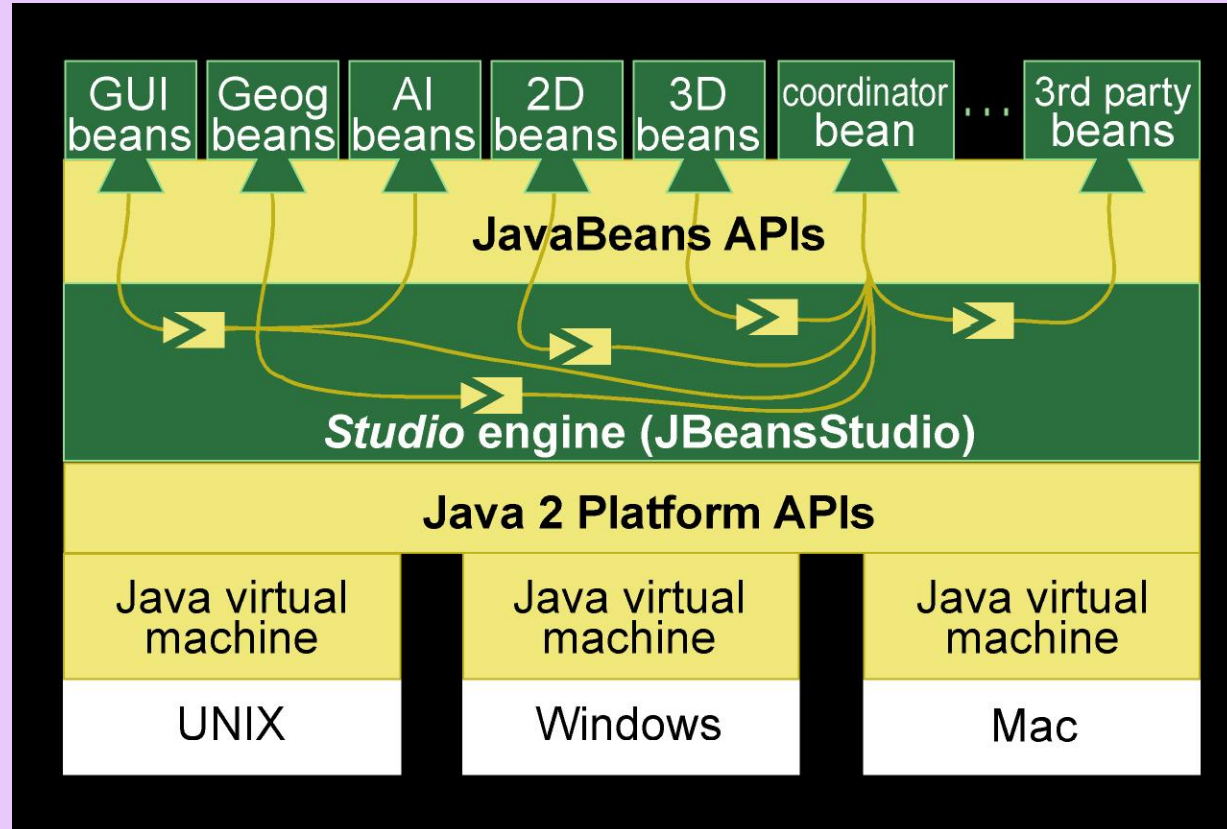 GUI
beans
Geog
beans
AI
beans
2D
beans
3D
beans
coordinator
bean
...
3rd party
beans
JavaBeans APIs
Studio engine (JBeansStudio)
Java 2 Platform APIs
Java virtual
machine
Java virtual
machine
Java virtual
machine
UNIX
Windows
Mac